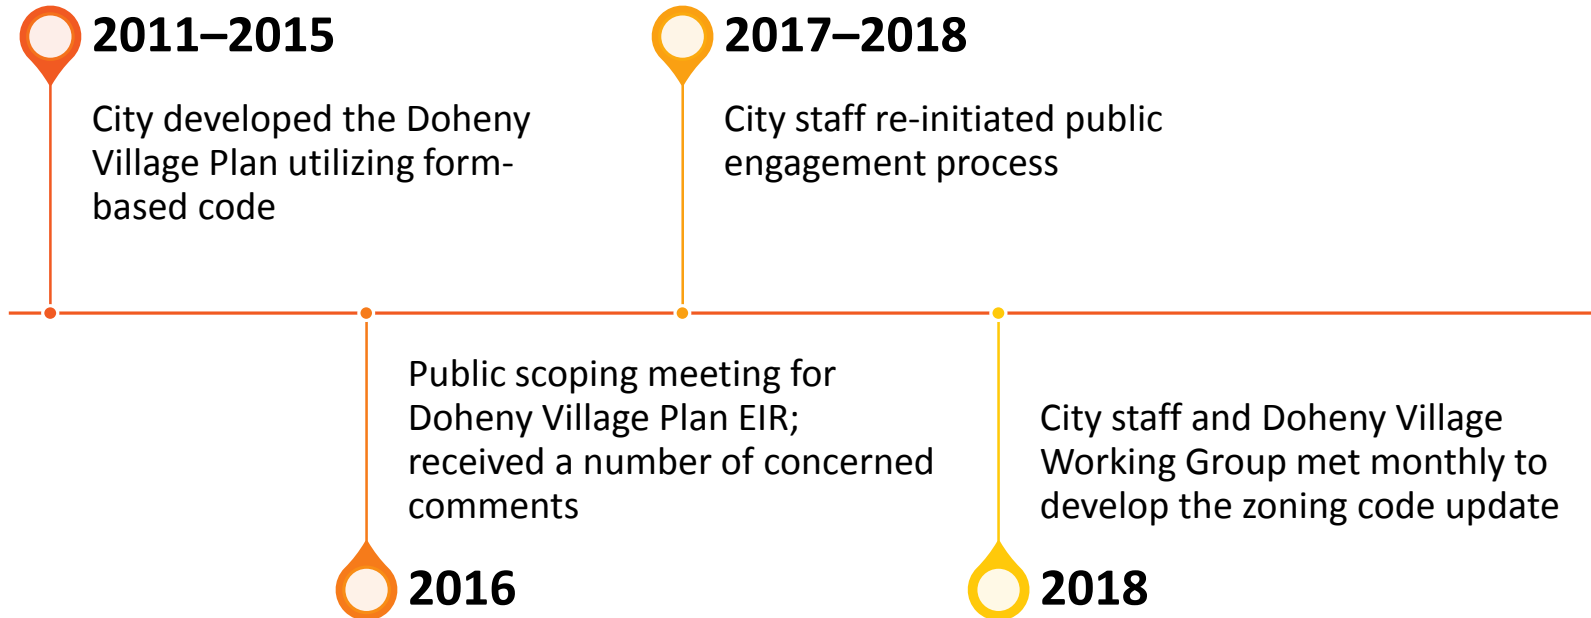 2011–2015
City developed the Doheny
Village Plan utilizing form-
based code
2017–2018
City staff re-initiated public
engagement process
Public scoping meeting for
Doheny Village Plan EIR;
received a number of concerned
comments
2016
City staff and Doheny Village
Working Group met monthly to
develop the zoning code update
2018